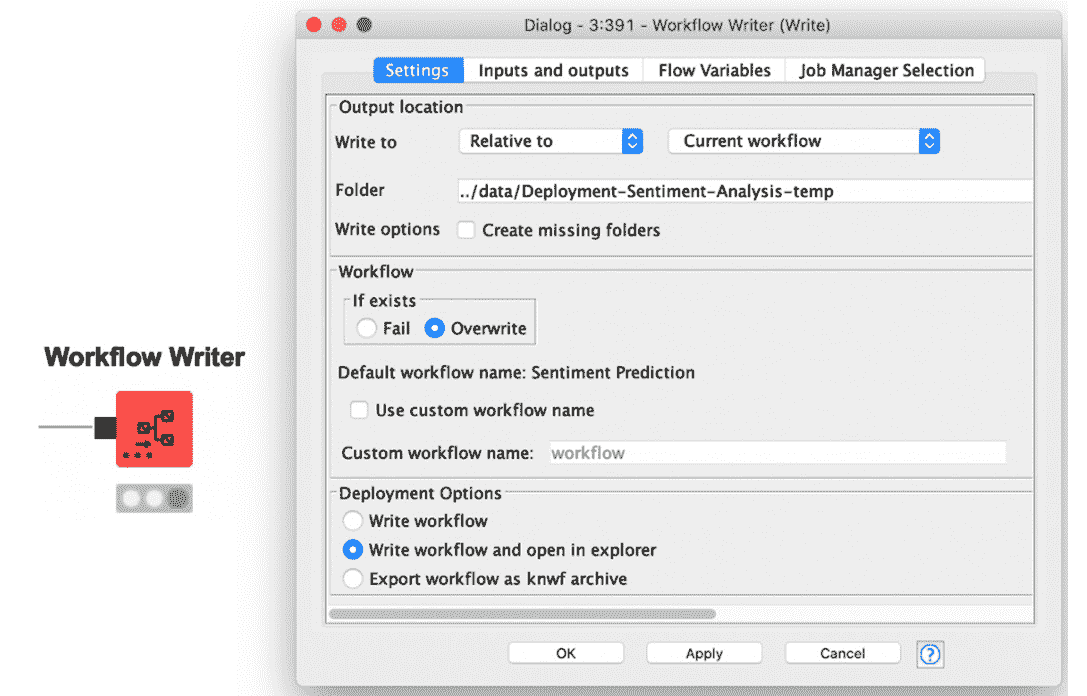 Dialog - 3:391 - Workflow Writer (Write)
Settings Inputs and outputs Flow Variables Job Manager Selection
Output location
Write to Relative to Current workflow
Folder ../data/Deployment-Sentiment-Analysis-temp
Write options Create missing folders
Workflow
If exists
Fail Overwrite
Workflow Writer
Default workflow name: Sentiment Prediction
Use custom workflow name
Custom workflow name: workflow
Deployment Options
Write workflow
Write workflow and open in explorer
Export workflow as knwf archive
OK Apply Cancel ?